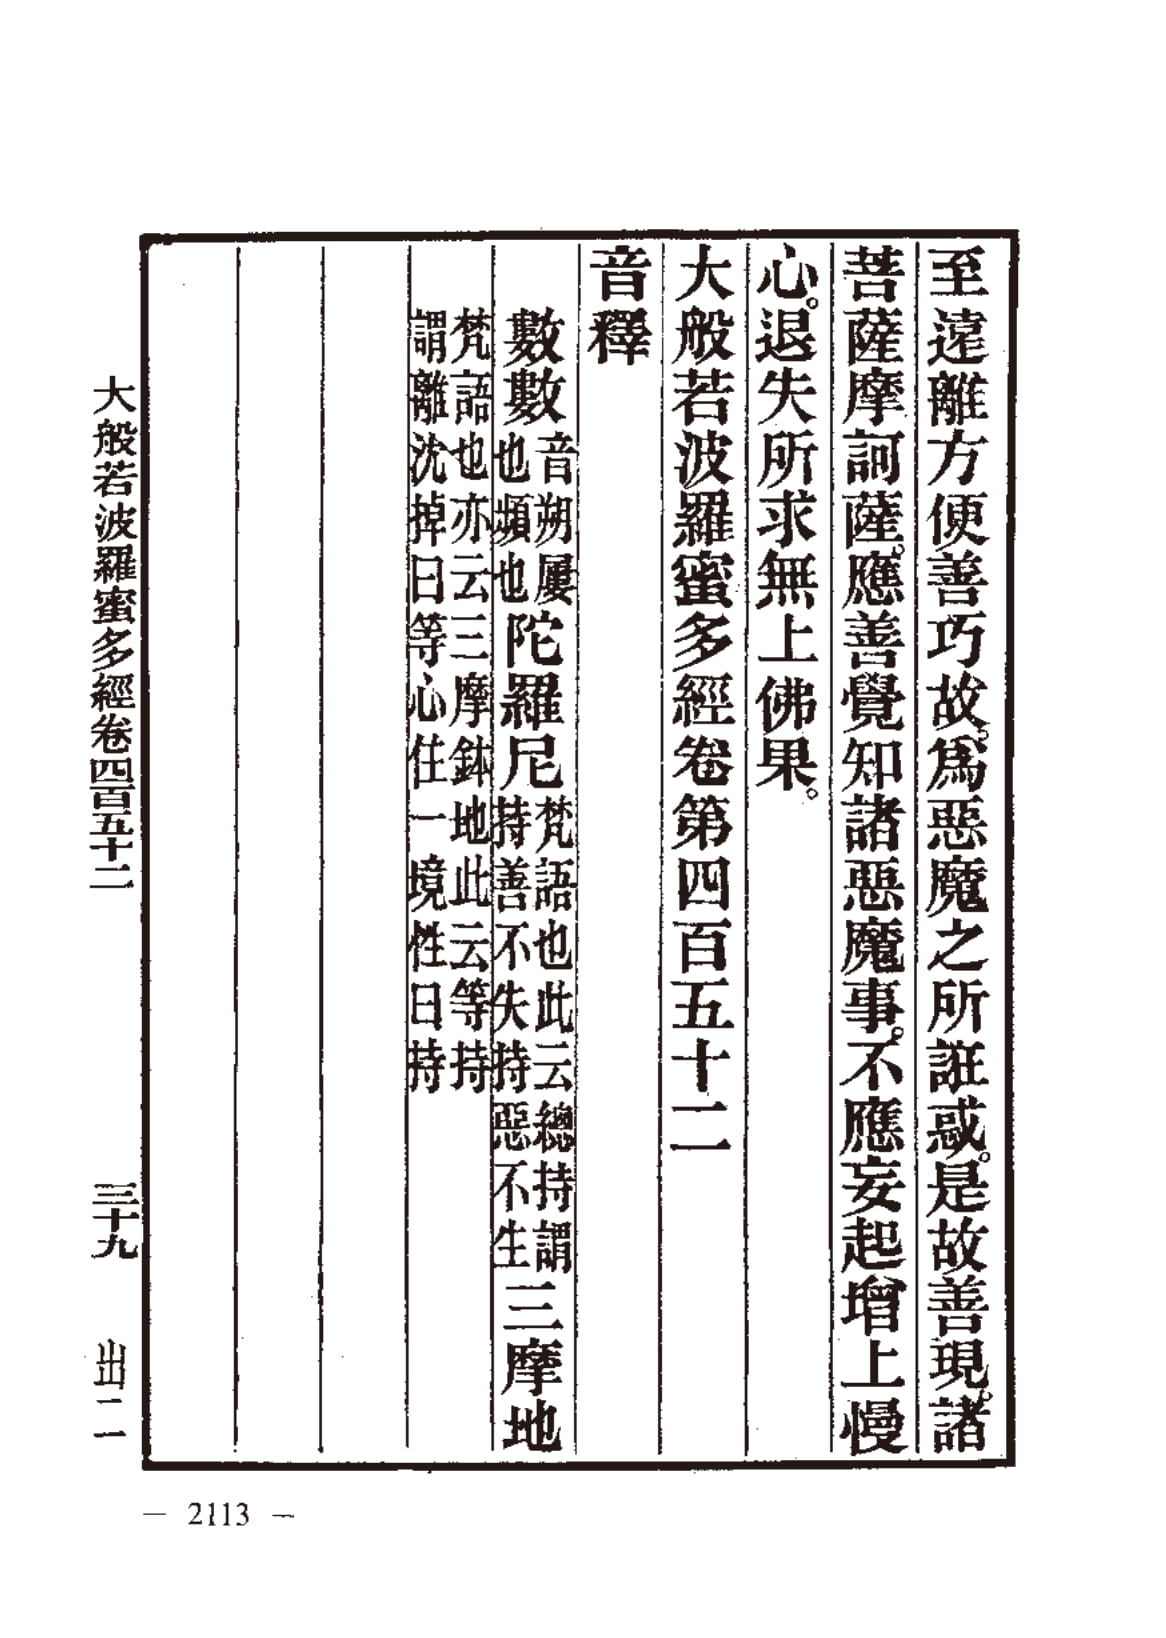 至遠離方便善巧故。爲惡魔之所誑惑。是故善現。諸
菩薩摩訶薩。應善覺知諸惡魔事。不應妄起增上慢
心。退失所求無上佛果。
大般若波羅蜜多經卷第四百五十二
音釋
數數音朔屢也頻也陀羅尼梵語也此云總持謂持善不失持惡不生三摩地
梵語也亦云三摩鉢地此云等持謂離沈掉曰等心住一境性曰持
大般若波羅蜜多經卷四百五十二 三十九 出二
— 2113 —